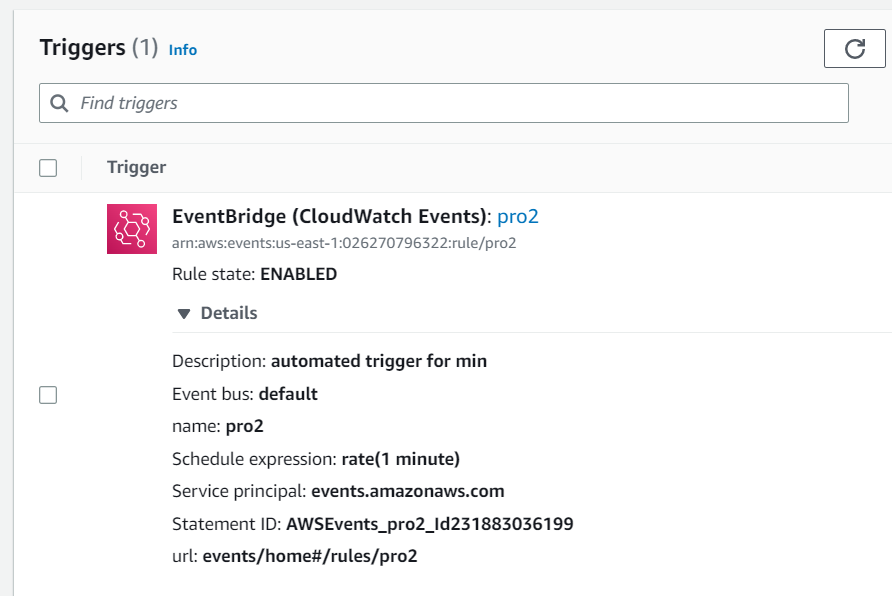 Triggers (1) Info
Find triggers
Trigger
EventBridge (CloudWatch Events): pro2
arn:aws:events:us-east-1:026270796322:rule/pro2
Rule state: ENABLED
Details
Description: automated trigger for min
Event bus: default
name: pro2
Schedule expression: rate(1 minute)
Service principal: events.amazonaws.com
Statement ID: AWSEvents_pro2_Id231883036199
url: events/home#/rules/pro2